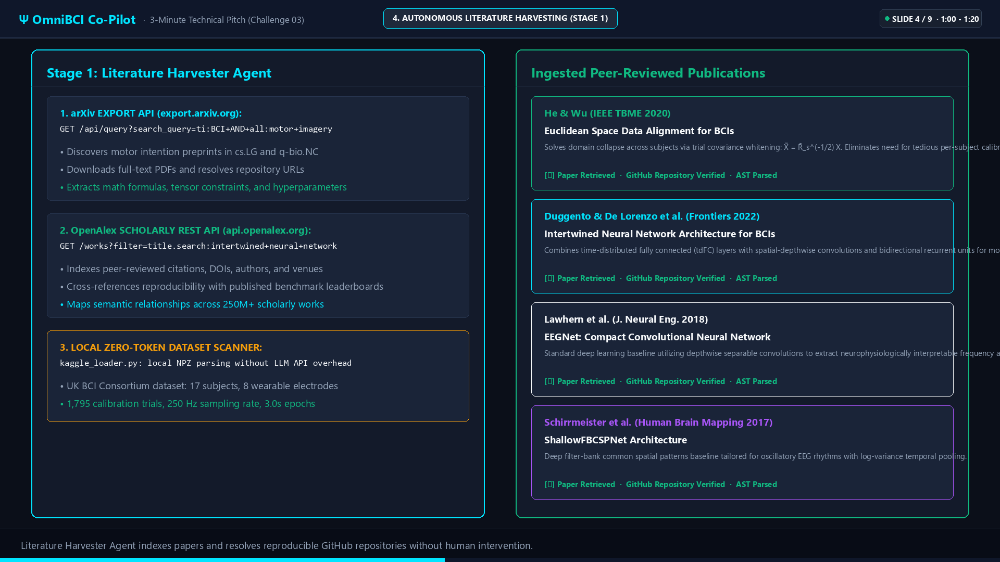 Ψ OmniBCI Co-Pilot · 3-Minute Technical Pitch (Challenge 03)
4. AUTONOMOUS LITERATURE HARVESTING (STAGE 1)
SLIDE 4 / 9 · 1:00 - 1:20
Stage 1: Literature Harvester Agent
1. arXiv EXPORT API (export.arxiv.org):
GET /api/query?search_query=ti:BCI+AND+all:motor+imagery
• Discovers motor intention preprints in cs.LG and q-bio.NC
• Downloads full-text PDFs and resolves repository URLs
• Extracts math formulas, tensor constraints, and hyperparameters
2. OpenAlex SCHOLARLY REST API (api.openalex.org):
GET /works?filter=title.search:intertwined+neural+network
• Indexes peer-reviewed citations, DOIs, authors, and venues
• Cross-references reproducibility with published benchmark leaderboards
• Maps semantic relationships across 250M+ scholarly works
3. LOCAL ZERO-TOKEN DATASET SCANNER:
kaggle_loader.py: local NPZ parsing without LLM API overhead
• UK BCI Consortium dataset: 17 subjects, 8 wearable electrodes
• 1,795 calibration trials, 250 Hz sampling rate, 3.0s epochs
Ingested Peer-Reviewed Publications
He & Wu (IEEE TBME 2020)
Euclidean Space Data Alignment for BCIs
Solves domain collapse across subjects via trial covariance whitening: X̃ = R̄_s^(-1/2) X. Eliminates need for tedious per-subject calibr
[▯] Paper Retrieved · GitHub Repository Verified · AST Parsed
Duggento & De Lorenzo et al. (Frontiers 2022)
Intertwined Neural Network Architecture for BCIs
Combines time-distributed fully connected (tdFC) layers with spatial-depthwise convolutions and bidirectional recurrent units for mo
[▯] Paper Retrieved · GitHub Repository Verified · AST Parsed
Lawhern et al. (J. Neural Eng. 2018)
EEGNet: Compact Convolutional Neural Network
Standard deep learning baseline utilizing depthwise separable convolutions to extract neurophysiologically interpretable frequency a
[▯] Paper Retrieved · GitHub Repository Verified · AST Parsed
Schirrmeister et al. (Human Brain Mapping 2017)
ShallowFBCSPNet Architecture
Deep filter-bank common spatial patterns baseline tailored for oscillatory EEG rhythms with log-variance temporal pooling.
[▯] Paper Retrieved · GitHub Repository Verified · AST Parsed
Literature Harvester Agent indexes papers and resolves reproducible GitHub repositories without human intervention.